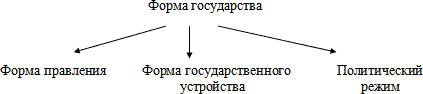 Форма государства
Форма правления
Форма государственного
устройства
Политический
режим